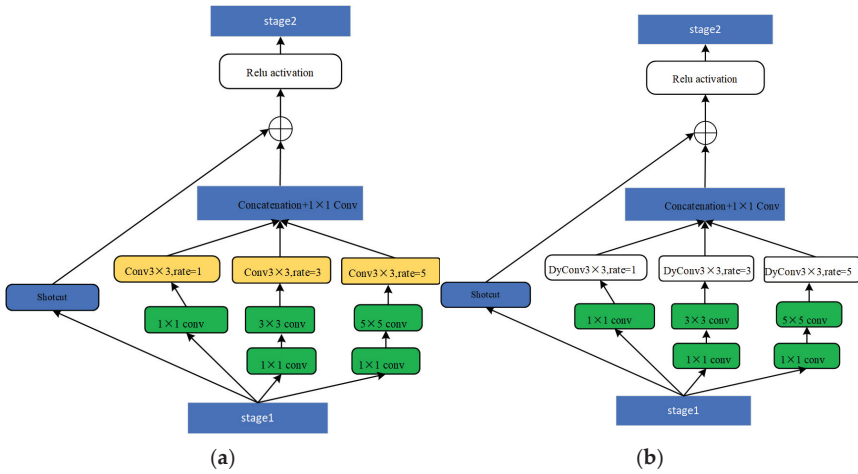 stage2
Relu activation
Concatenation+1×1 Conv
Conv3×3,rate=1
Conv3×3,rate=3
Conv3×3,rate=5
Shotcut
1×1 conv
3×3 conv
5×5 conv
1×1 conv
1×1 conv
stage1
(a)
stage2
Relu activation
Concatenation+1×1 Conv
DyConv3×3,rate=1
DyConv3×3,rate=3
DyConv3×3,rate=5
Shotcut
1×1 conv
3×3 conv
5×5 conv
1×1 conv
1×1 conv
stage1
(b)